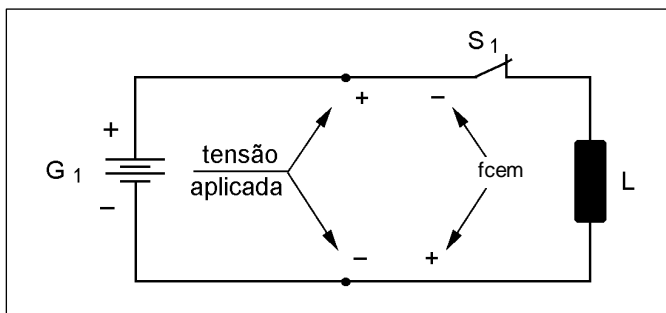 S 1
+ −
+
G 1
tensão
aplicada
fcem
L
−
− +